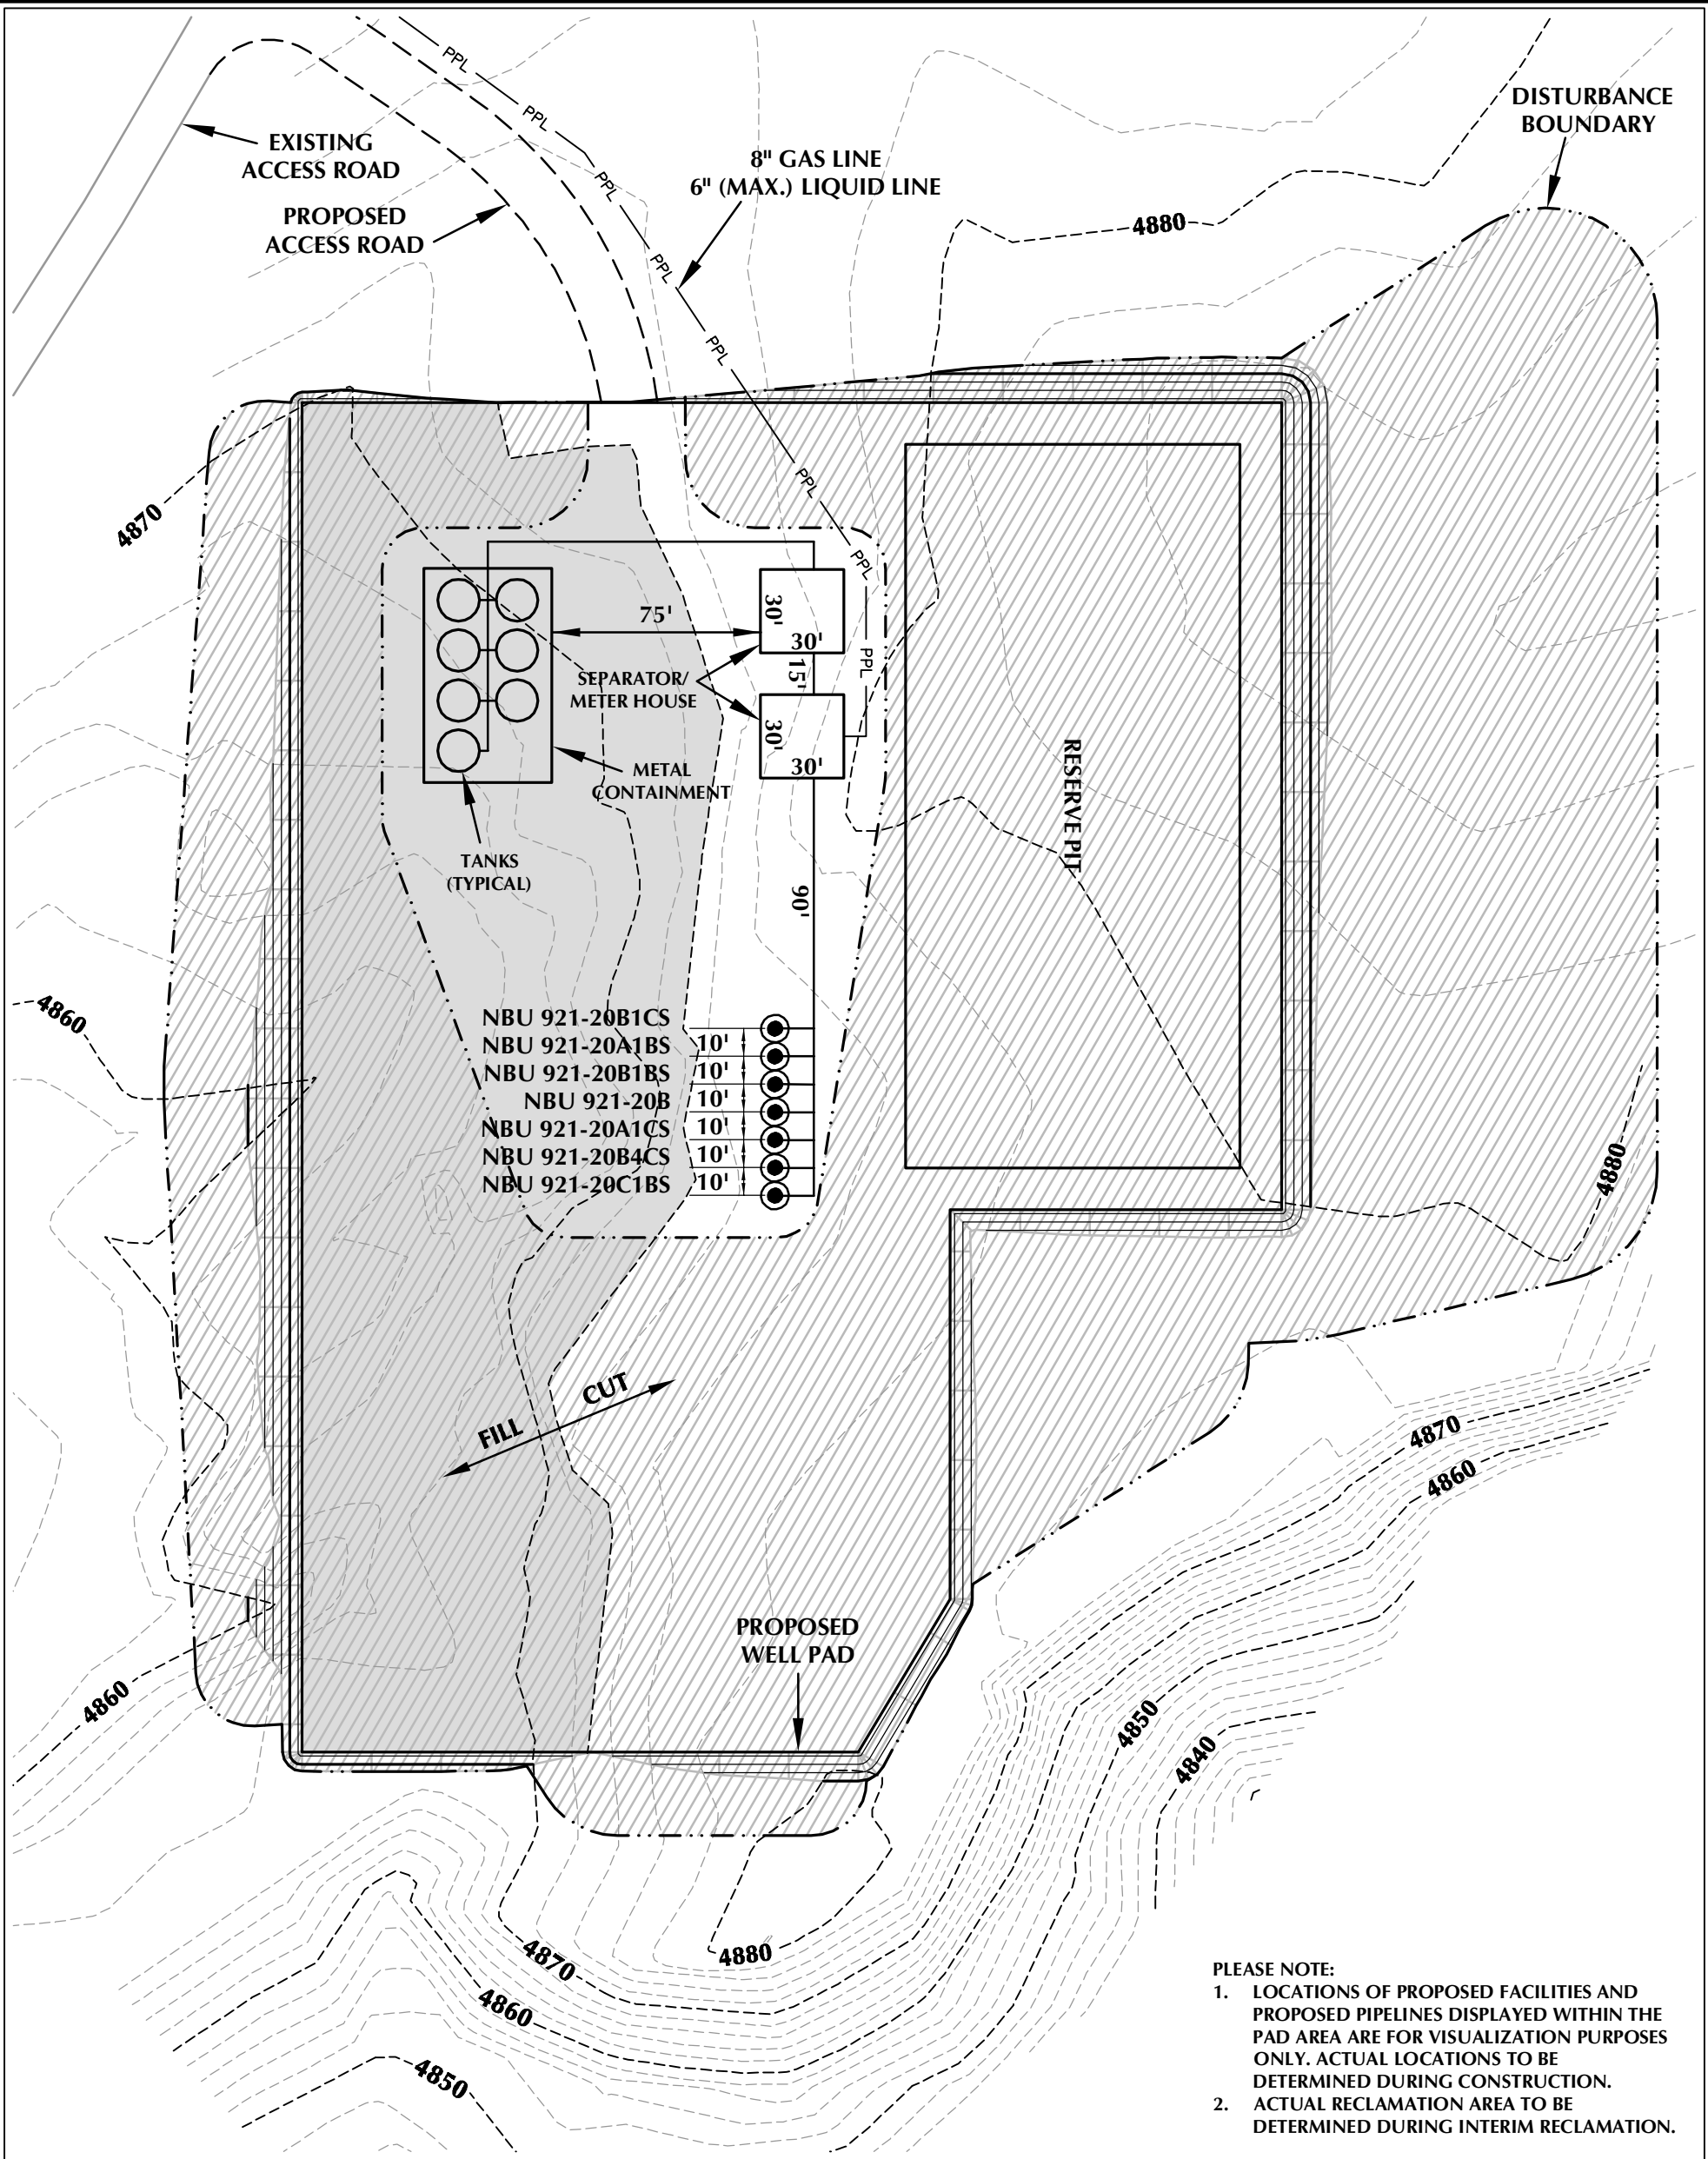 PPL
DISTURBANCE
BOUNDARY
PPL
EXISTING
ACCESS ROAD
8" GAS LINE
6" (MAX.) LIQUID LINE
PPL
PROPOSED
ACCESS ROAD
4880
PPL
PPL
PPL
4870
PPL
75'
30'
30'
PPL
15'
SEPARATOR/
METER HOUSE
30'
30'
METAL
CONTAINMENT
RESERVE PIT
TANKS
(TYPICAL)
90'
4860
NBU 921-20B1CS
10'
NBU 921-20A1BS
10'
NBU 921-20B1BS
10'
NBU 921-20B
10'
NBU 921-20A1CS
10'
NBU 921-20B4CS
10'
NBU 921-20C1BS
4880
CUT
FILL
4870
4860
PROPOSED
WELL PAD
4860
4850
4840
4870
4880
4860
4850
PLEASE NOTE:
1. LOCATIONS OF PROPOSED FACILITIES AND
PROPOSED PIPELINES DISPLAYED WITHIN THE
PAD AREA ARE FOR VISUALIZATION PURPOSES
ONLY. ACTUAL LOCATIONS TO BE
DETERMINED DURING CONSTRUCTION.
2. ACTUAL RECLAMATION AREA TO BE
DETERMINED DURING INTERIM RECLAMATION.